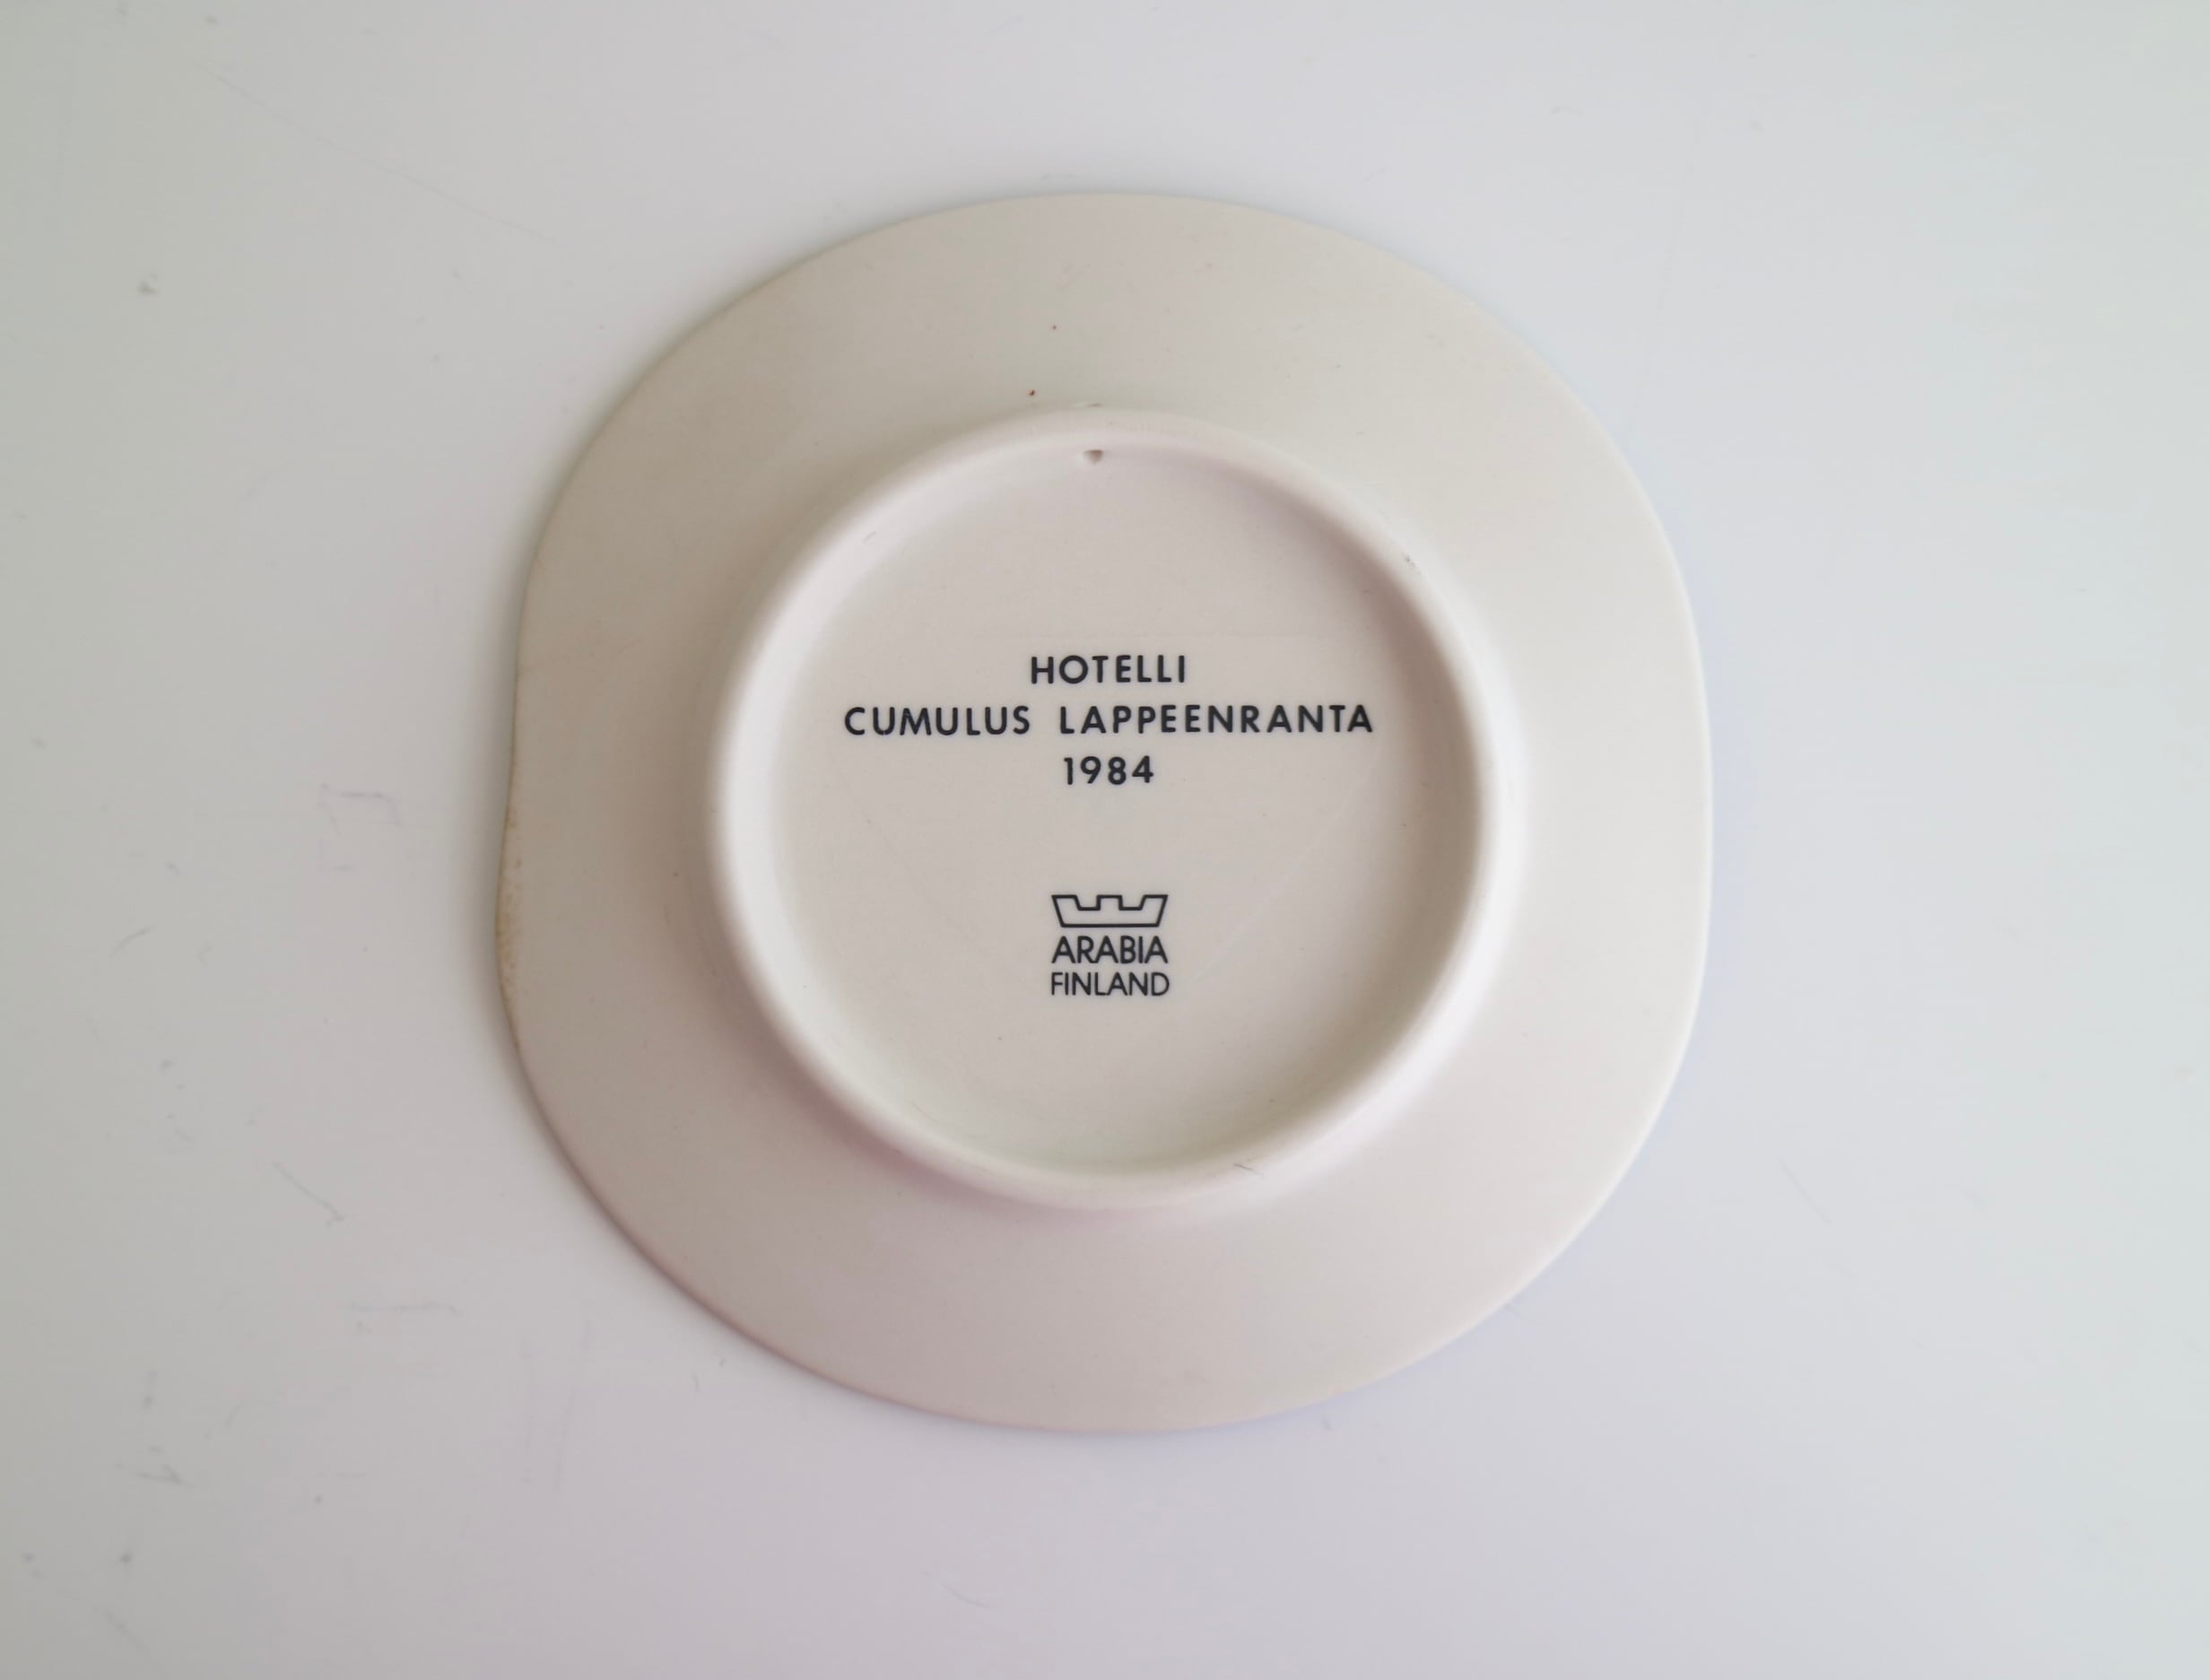 HOTELLI
CUMULUS LAPPEENRANTA
1984
ARABIA
FINLAND